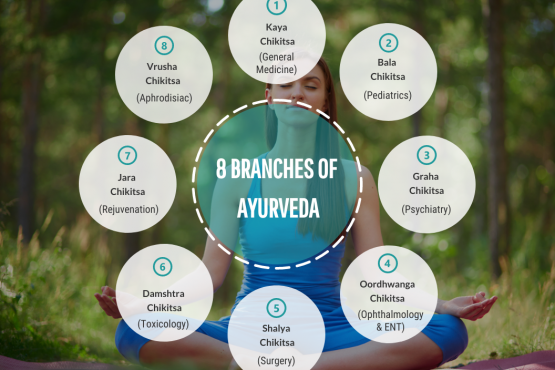 8 BRANCHES OF
AYURVEDA
1
Kaya
Chikitsa
(General
Medicine)
2
Bala
Chikitsa
(Pediatrics)
3
Graha
Chikitsa
(Psychiatry)
4
Oordhwanga
Chikitsa
(Ophthalmology
& ENT)
5
Shalya
Chikitsa
(Surgery)
6
Damshtra
Chikitsa
(Toxicology)
7
Jara
Chikitsa
(Rejuvenation)
8
Vrusha
Chikitsa
(Aphrodisiac)